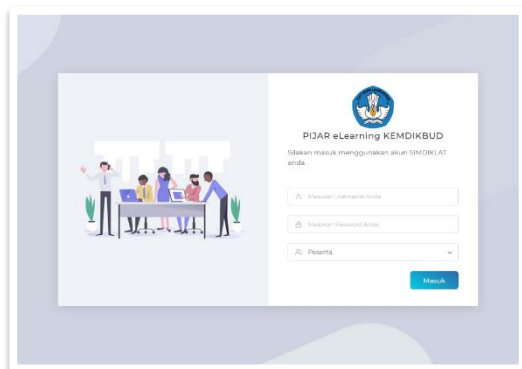 PIJAR eLearning KEMDIKBUD
Silakan masuk menggunakan akun SIMDIKLAT
anda.
Masukan Username Anda
Masukan Password Anda
Peserta
Masuk